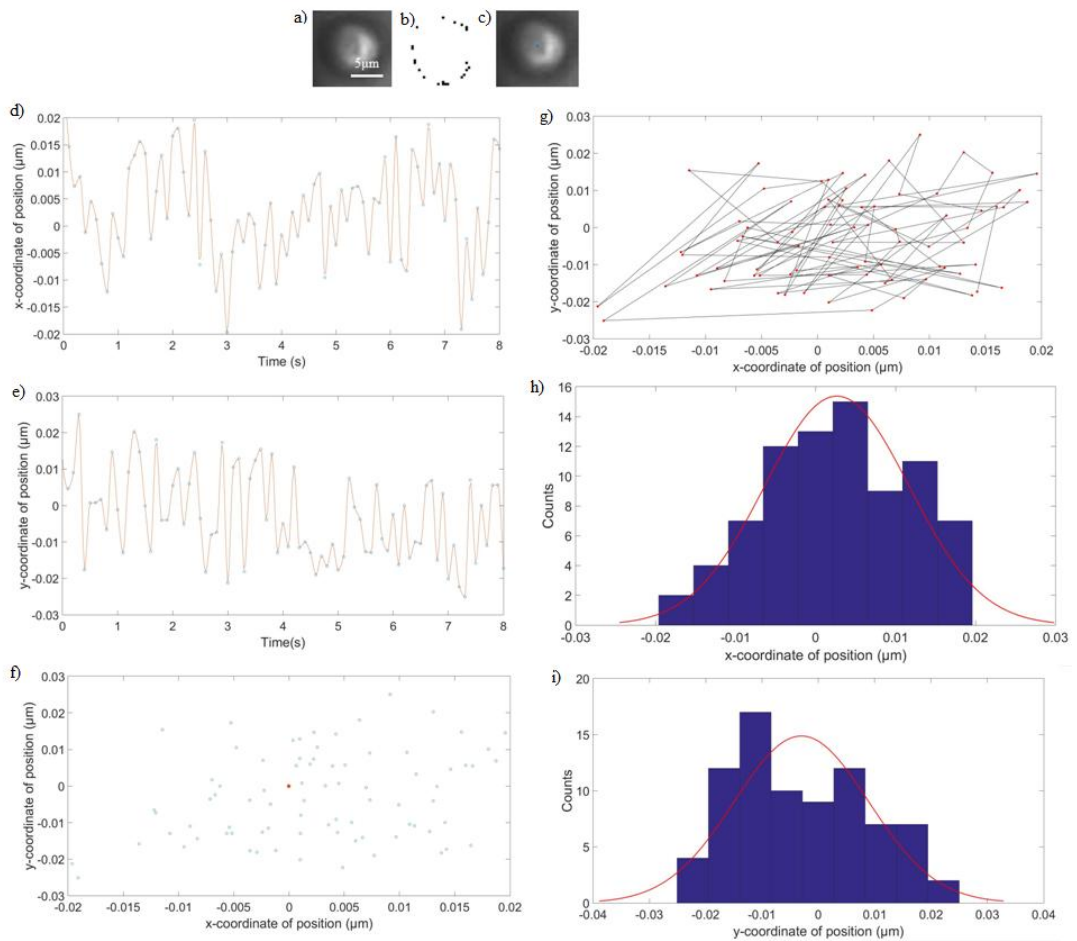 a)
b)
c)
5µm
d)
0.02
0.015
0.01
0.005
0
-0.005
-0.01
-0.015
-0.02
x-coordinate of position (µm)
0 1 2 3 4 5 6 7 8
Time (s)
e)
0.03
0.02
0.01
0
-0.01
-0.02
-0.03
y-coordinate of position (µm)
0 1 2 3 4 5 6 7 8
Time(s)
f)
0.03
0.02
0.01
0
-0.01
-0.02
-0.03
y-coordinate of position (µm)
-0.02 -0.015 -0.01 -0.005 0 0.005 0.01 0.015 0.02
x-coordinate of position (µm)
g)
0.03
0.02
0.01
0
-0.01
-0.02
-0.03
y-coordinate of position (µm)
-0.02 -0.015 -0.01 -0.005 0 0.005 0.01 0.015 0.02
x-coordinate of position (µm)
h)
16
14
12
10
8
6
4
2
0
Counts
-0.03 -0.02 -0.01 0 0.01 0.02 0.03
x-coordinate of position (µm)
i)
20
15
10
5
0
Counts
-0.04 -0.03 -0.02 -0.01 0 0.01 0.02 0.03 0.04
y-coordinate of position (µm)